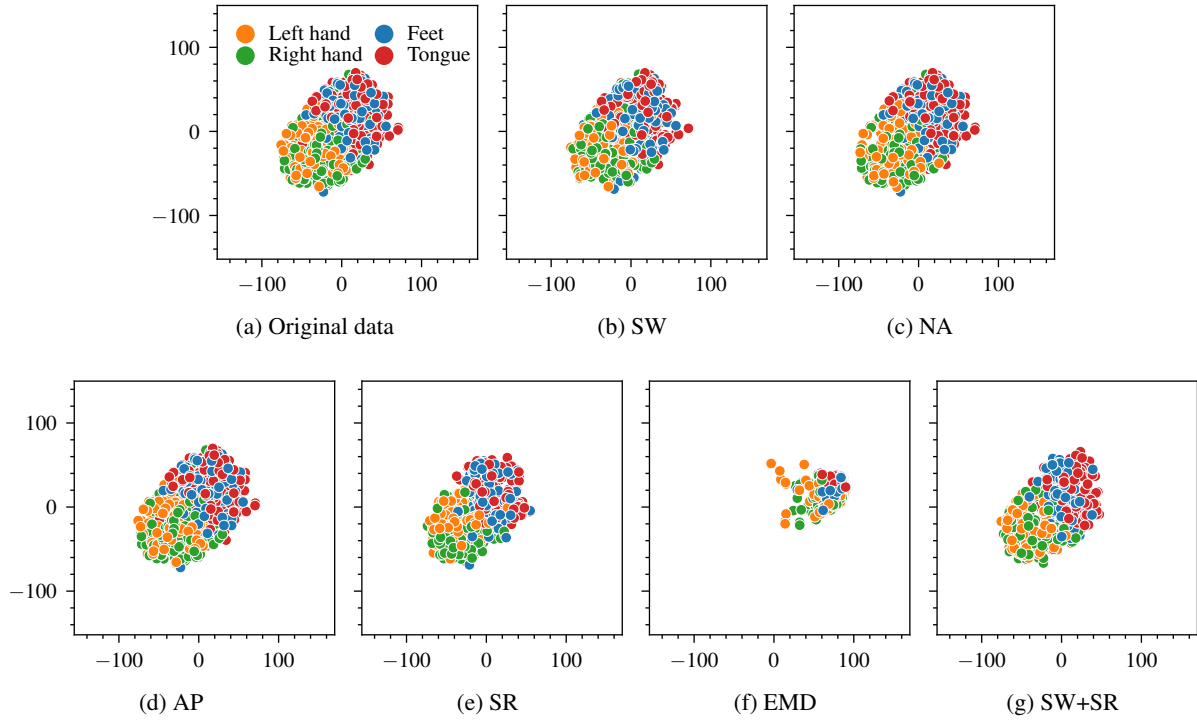 Left hand Feet
Right hand Tongue
100
0
−100
−100 0 100
−100 0 100
−100 0 100
(a) Original data
(b) SW
(c) NA
100
0
−100
−100 0 100
−100 0 100
−100 0 100
−100 0 100
(d) AP
(e) SR
(f) EMD
(g) SW+SR